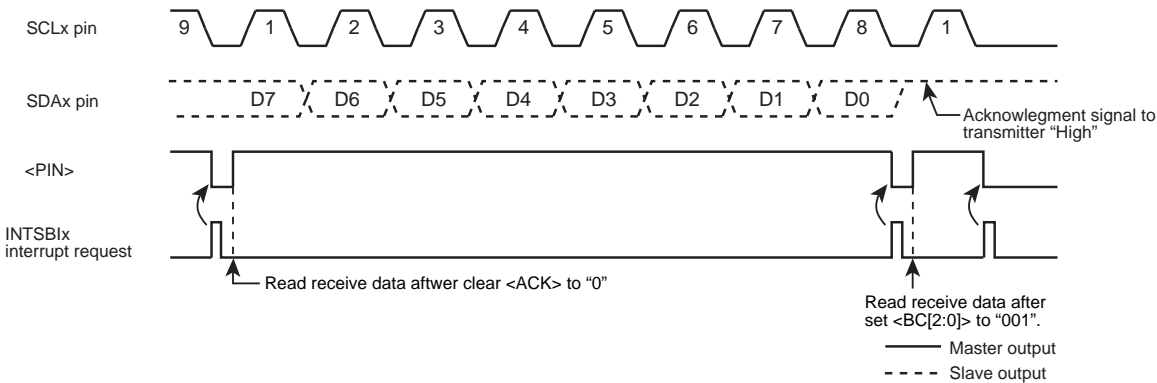 SCLx pin
9 1 2 3 4 5 6 7 8 1
SDAx pin
D7 D6 D5 D4 D3 D2 D1 D0
Acknowlegment signal to
transmitter “High”
<PIN>
INTSBIx
interrupt request
Read receive data aftwer clear <ACK> to “0”
Read receive data after
set <BC[2:0]> to “001”.
Master output
Slave output